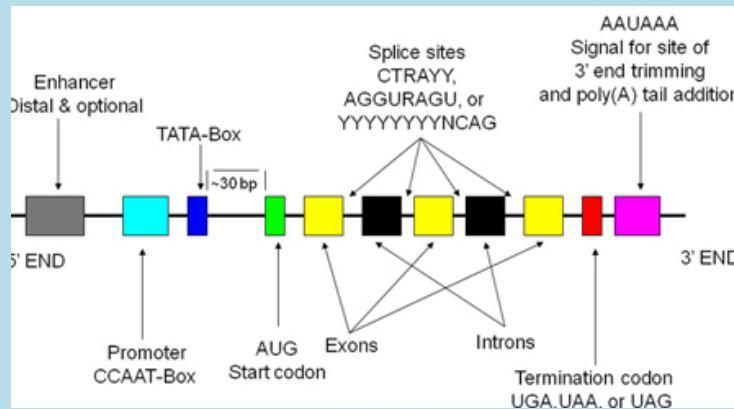 AAUAAA
Signal for site of
3' end trimming
and poly(A) tail addition
Splice sites
CTRAYY,
AGGURAGU, or
YYYYYYYYNCAG
Enhancer
Distal & optional
TATA-Box
~30 bp
5' END
3' END
Promoter
CCAAT-Box
AUG
Start codon
Exons
Introns
Termination codon
UGA,UAA, or UAG